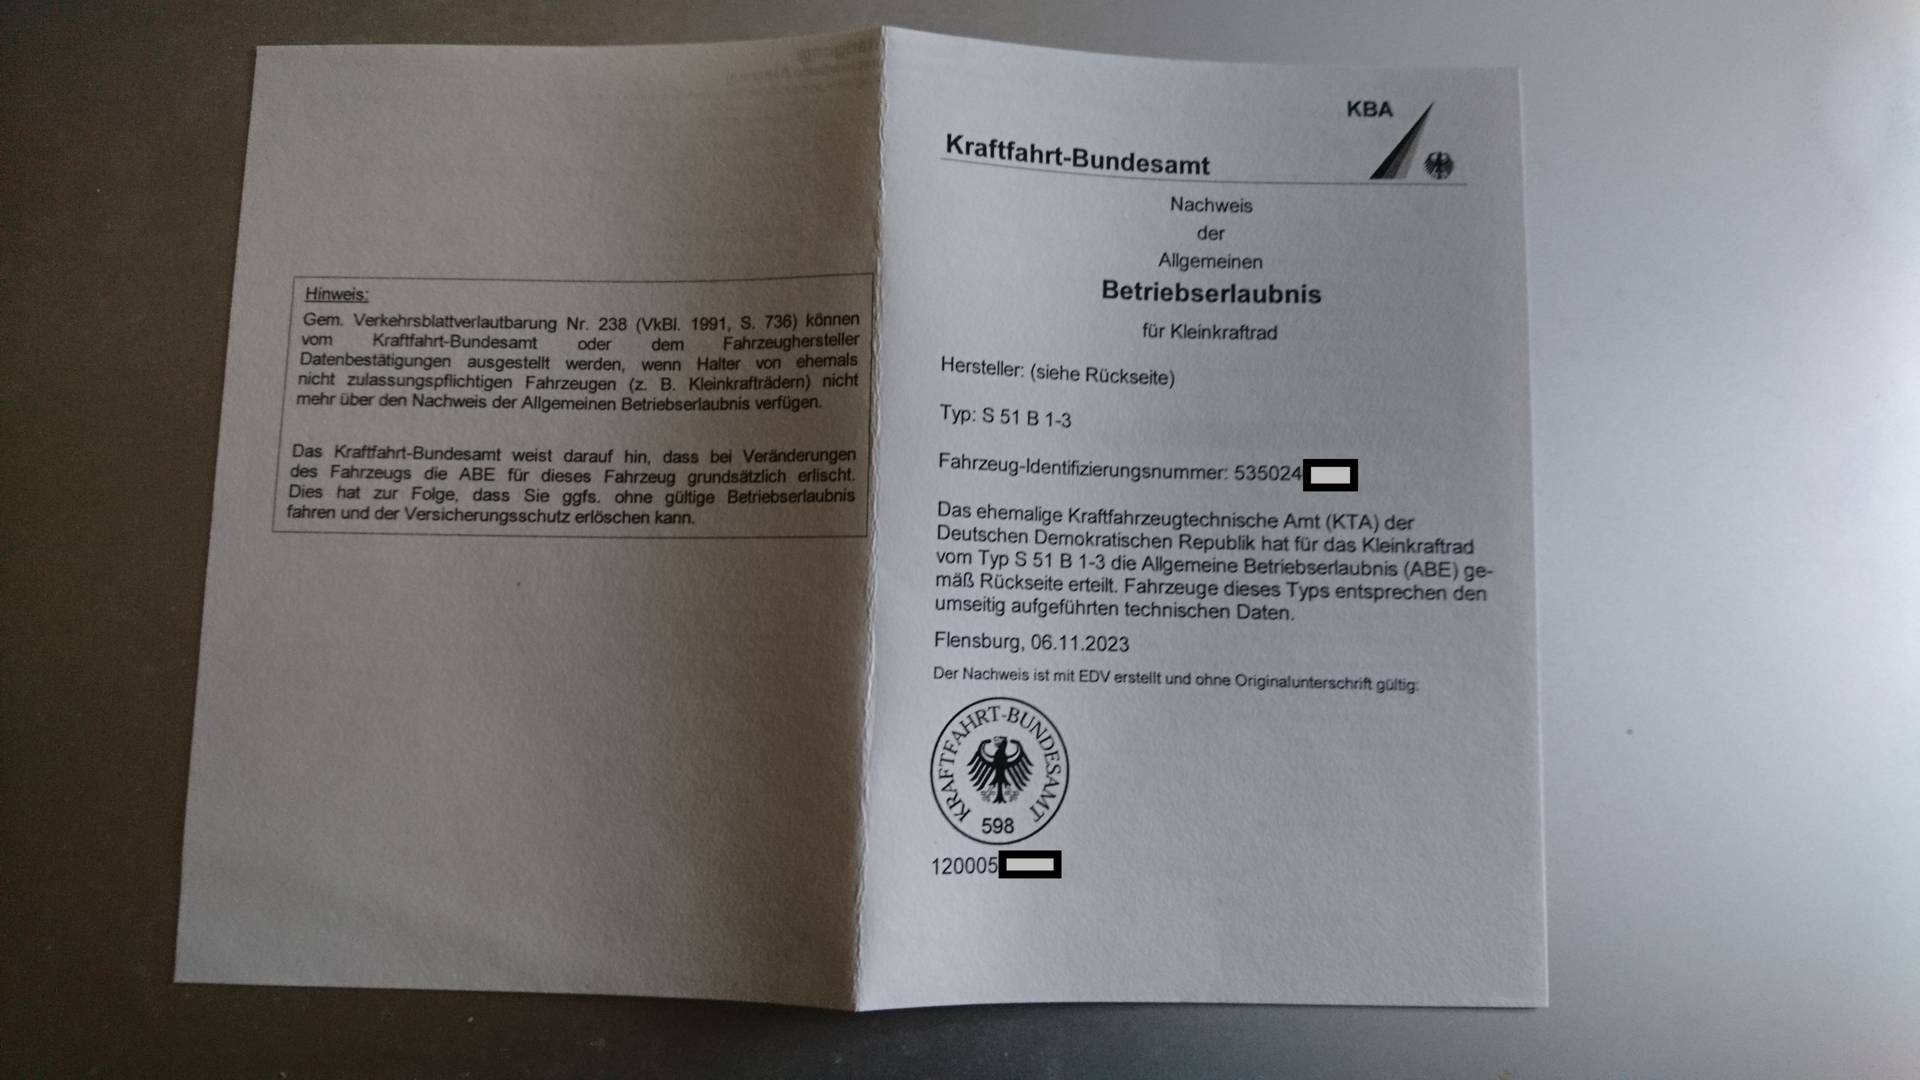 Hinweis:
Gem. Verkehrsblattverlautbarung Nr. 238 (VkBl. 1991, S. 736) können
vom Kraftfahrt-Bundesamt oder dem Fahrzeughersteller
Datenbestätigungen ausgestellt werden, wenn Halter von ehemals
nicht zulassungspflichtigen Fahrzeugen (z. B. Kleinkrafträdern) nicht
mehr über den Nachweis der Allgemeinen Betriebserlaubnis verfügen.
Das Kraftfahrt-Bundesamt weist darauf hin, dass bei Veränderungen
des Fahrzeugs die ABE für dieses Fahrzeug grundsätzlich erlischt.
Dies hat zur Folge, dass Sie ggfs. ohne gültige Betriebserlaubnis
fahren und der Versicherungsschutz erlöschen kann.
KBA
Kraftfahrt-Bundesamt
Nachweis
der
Allgemeinen
Betriebserlaubnis
für Kleinkraftrad
Hersteller: (siehe Rückseite)
Typ: S 51 B 1-3
Fahrzeug-Identifizierungsnummer: 535024
Das ehemalige Kraftfahrzeugtechnische Amt (KTA) der
Deutschen Demokratischen Republik hat für das Kleinkraftrad
vom Typ S 51 B 1-3 die Allgemeine Betriebserlaubnis (ABE) ge-
mäß Rückseite erteilt. Fahrzeuge dieses Typs entsprechen den
umseitig aufgeführten technischen Daten.
Flensburg, 06.11.2023
Der Nachweis ist mit EDV erstellt und ohne Originalunterschrift gültig:
KRAFTFAHRT-BUNDESAMT
598
120005